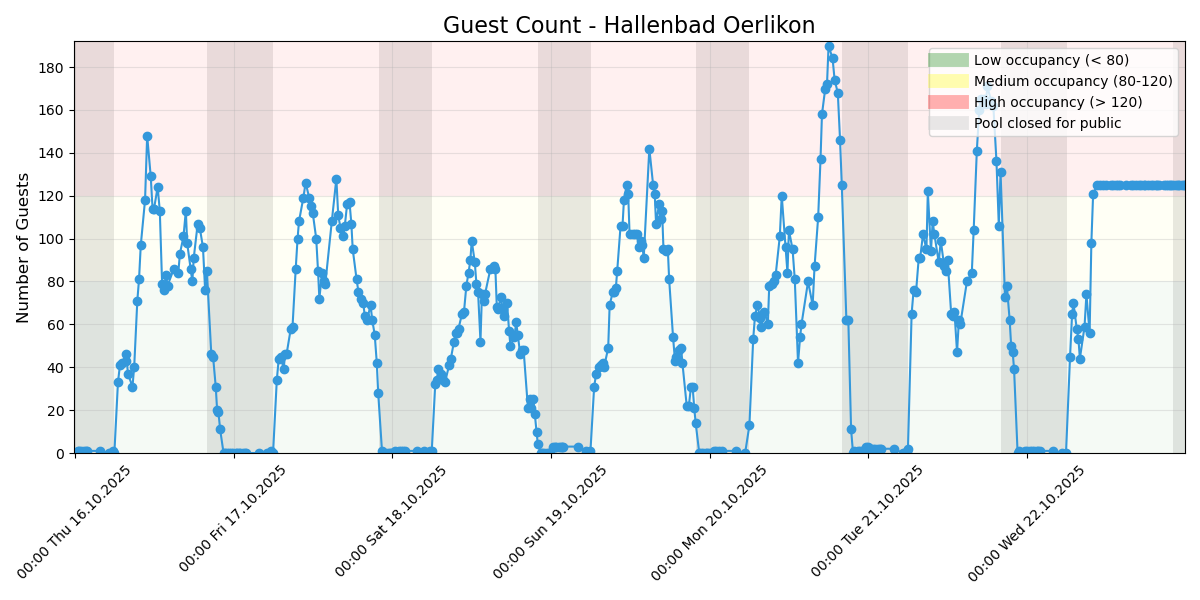 Guest Count - Hallenbad Oerlikon
Number of Guests
180
160
140
120
100
80
60
40
20
0
Low occupancy (< 80)
Medium occupancy (80-120)
High occupancy (> 120)
Pool closed for public
00:00 Thu 16.10.2025
00:00 Fri 17.10.2025
00:00 Sat 18.10.2025
00:00 Sun 19.10.2025
00:00 Mon 20.10.2025
00:00 Tue 21.10.2025
00:00 Wed 22.10.2025